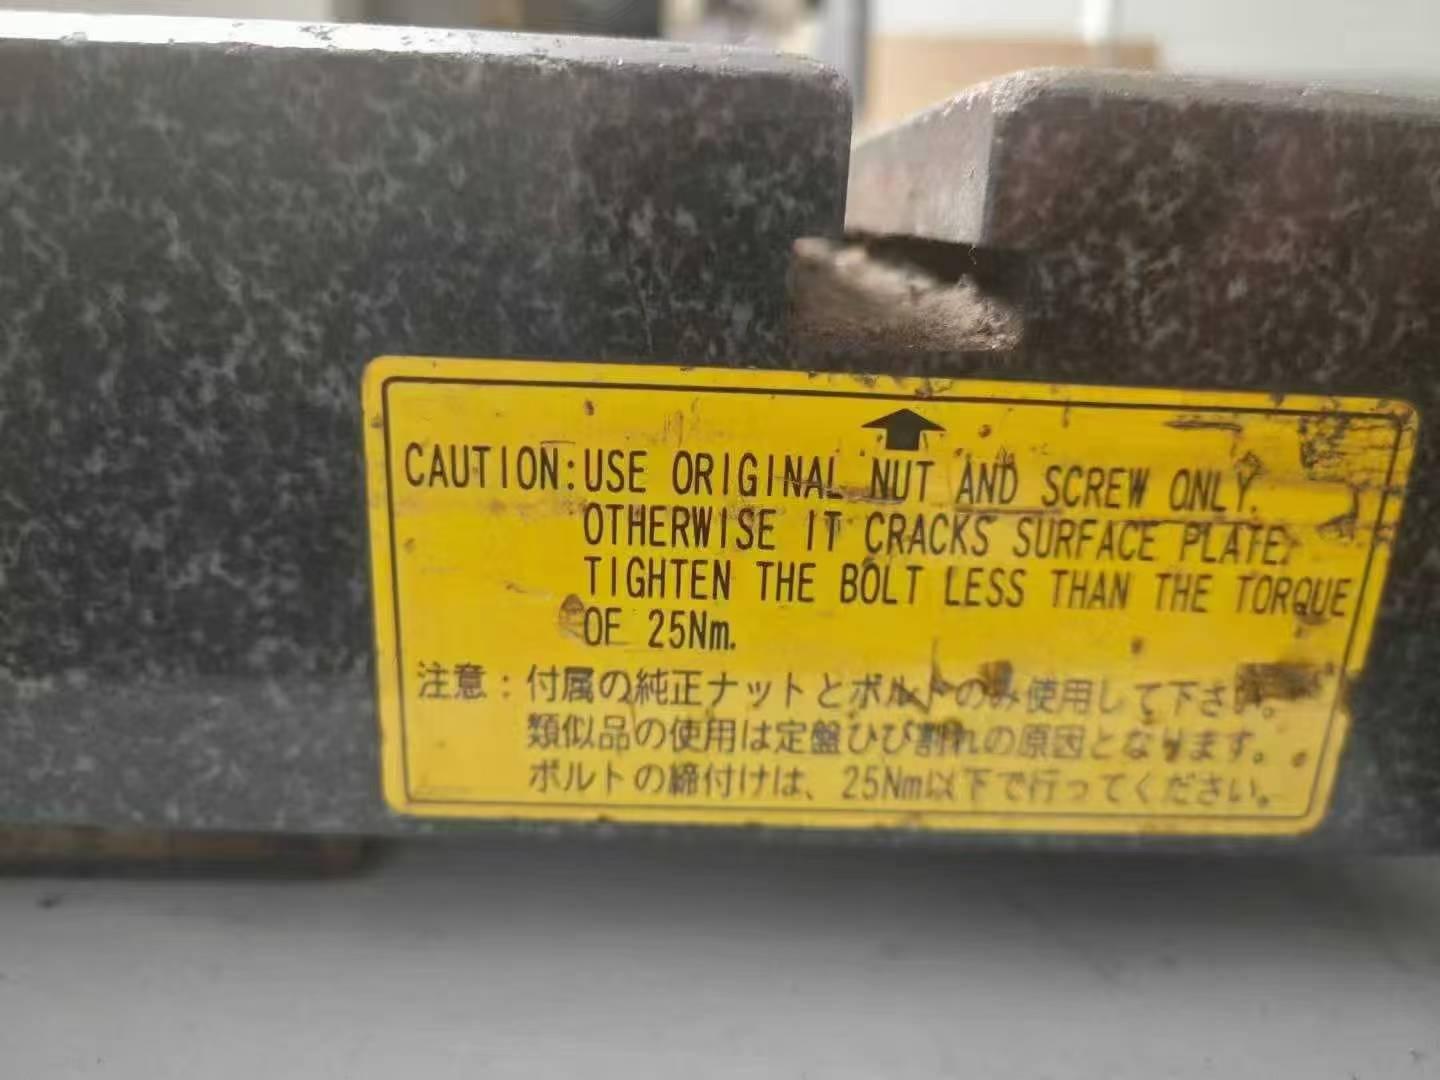 CAUTION:USE ORIGINAL NUT AND SCREW ONLY.
OTHERWISE IT CRACKS SURFACE PLATE.
TIGHTEN THE BOLT LESS THAN THE TORQUE
OF 25Nm.
注意：付属の純正ナットとボルトのみ使用して下さい。
類似品の使用は定盤ひび割れの原因となります。
ボルトの締付けは、25Nm以下で行ってください。